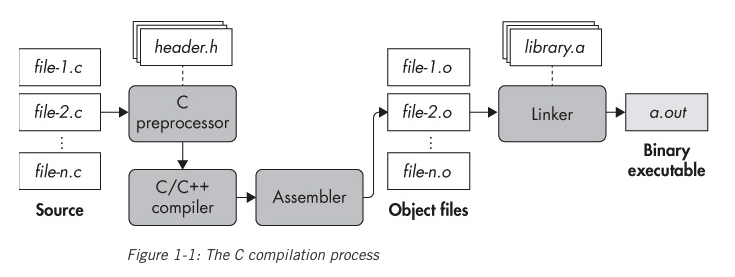 header.h
library.a
file-1.c
file-2.c
⋮
file-n.c
Source
C
preprocessor
C/C++
compiler
Assembler
file-1.o
file-2.o
⋮
file-n.o
Object files
Linker
a.out
Binary
executable
Figure 1-1: The C compilation process